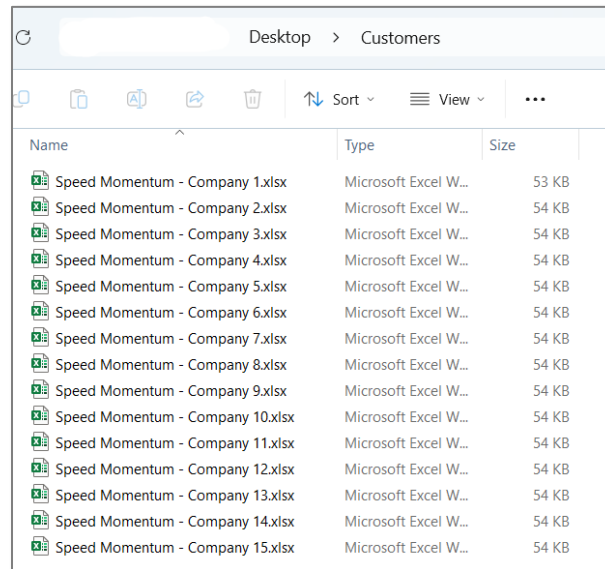 Desktop > Customers
Sort View ...
Name Type Size
Speed Momentum - Company 1.xlsx Microsoft Excel W... 53 KB
Speed Momentum - Company 2.xlsx Microsoft Excel W... 54 KB
Speed Momentum - Company 3.xlsx Microsoft Excel W... 54 KB
Speed Momentum - Company 4.xlsx Microsoft Excel W... 54 KB
Speed Momentum - Company 5.xlsx Microsoft Excel W... 54 KB
Speed Momentum - Company 6.xlsx Microsoft Excel W... 54 KB
Speed Momentum - Company 7.xlsx Microsoft Excel W... 54 KB
Speed Momentum - Company 8.xlsx Microsoft Excel W... 54 KB
Speed Momentum - Company 9.xlsx Microsoft Excel W... 54 KB
Speed Momentum - Company 10.xlsx Microsoft Excel W... 54 KB
Speed Momentum - Company 11.xlsx Microsoft Excel W... 54 KB
Speed Momentum - Company 12.xlsx Microsoft Excel W... 54 KB
Speed Momentum - Company 13.xlsx Microsoft Excel W... 54 KB
Speed Momentum - Company 14.xlsx Microsoft Excel W... 54 KB
Speed Momentum - Company 15.xlsx Microsoft Excel W... 54 KB